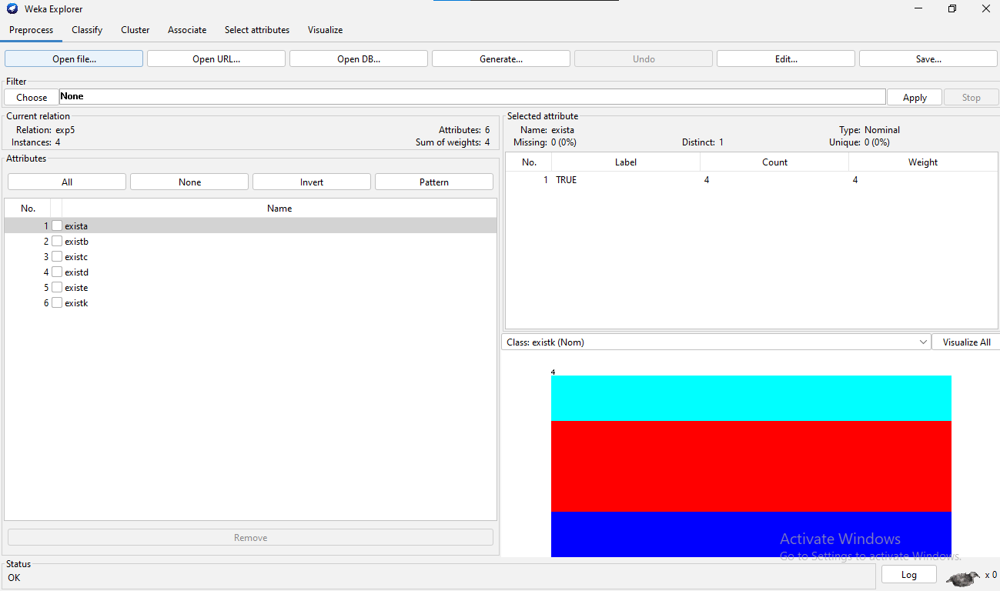 Weka Explorer
Preprocess Classify Cluster Associate Select attributes Visualize
Open file... Open URL... Open DB... Generate... Undo Edit... Save...
Filter
Choose None Apply Stop
Current relation
Relation: exp5 Attributes: 6
Instances: 4 Sum of weights: 4
Attributes
All None Invert Pattern
No. Name
1 exista
2 existb
3 existc
4 existd
5 existe
6 existk
Remove
Selected attribute
Name: exista Type: Nominal
Missing: 0 (0%) Distinct: 1 Unique: 0 (0%)
No. Label Count Weight
1 TRUE 4 4
Class: existk (Nom) Visualize All
4
Activate Windows
Go to Settings to activate Windows.
Status
OK
Log x 0